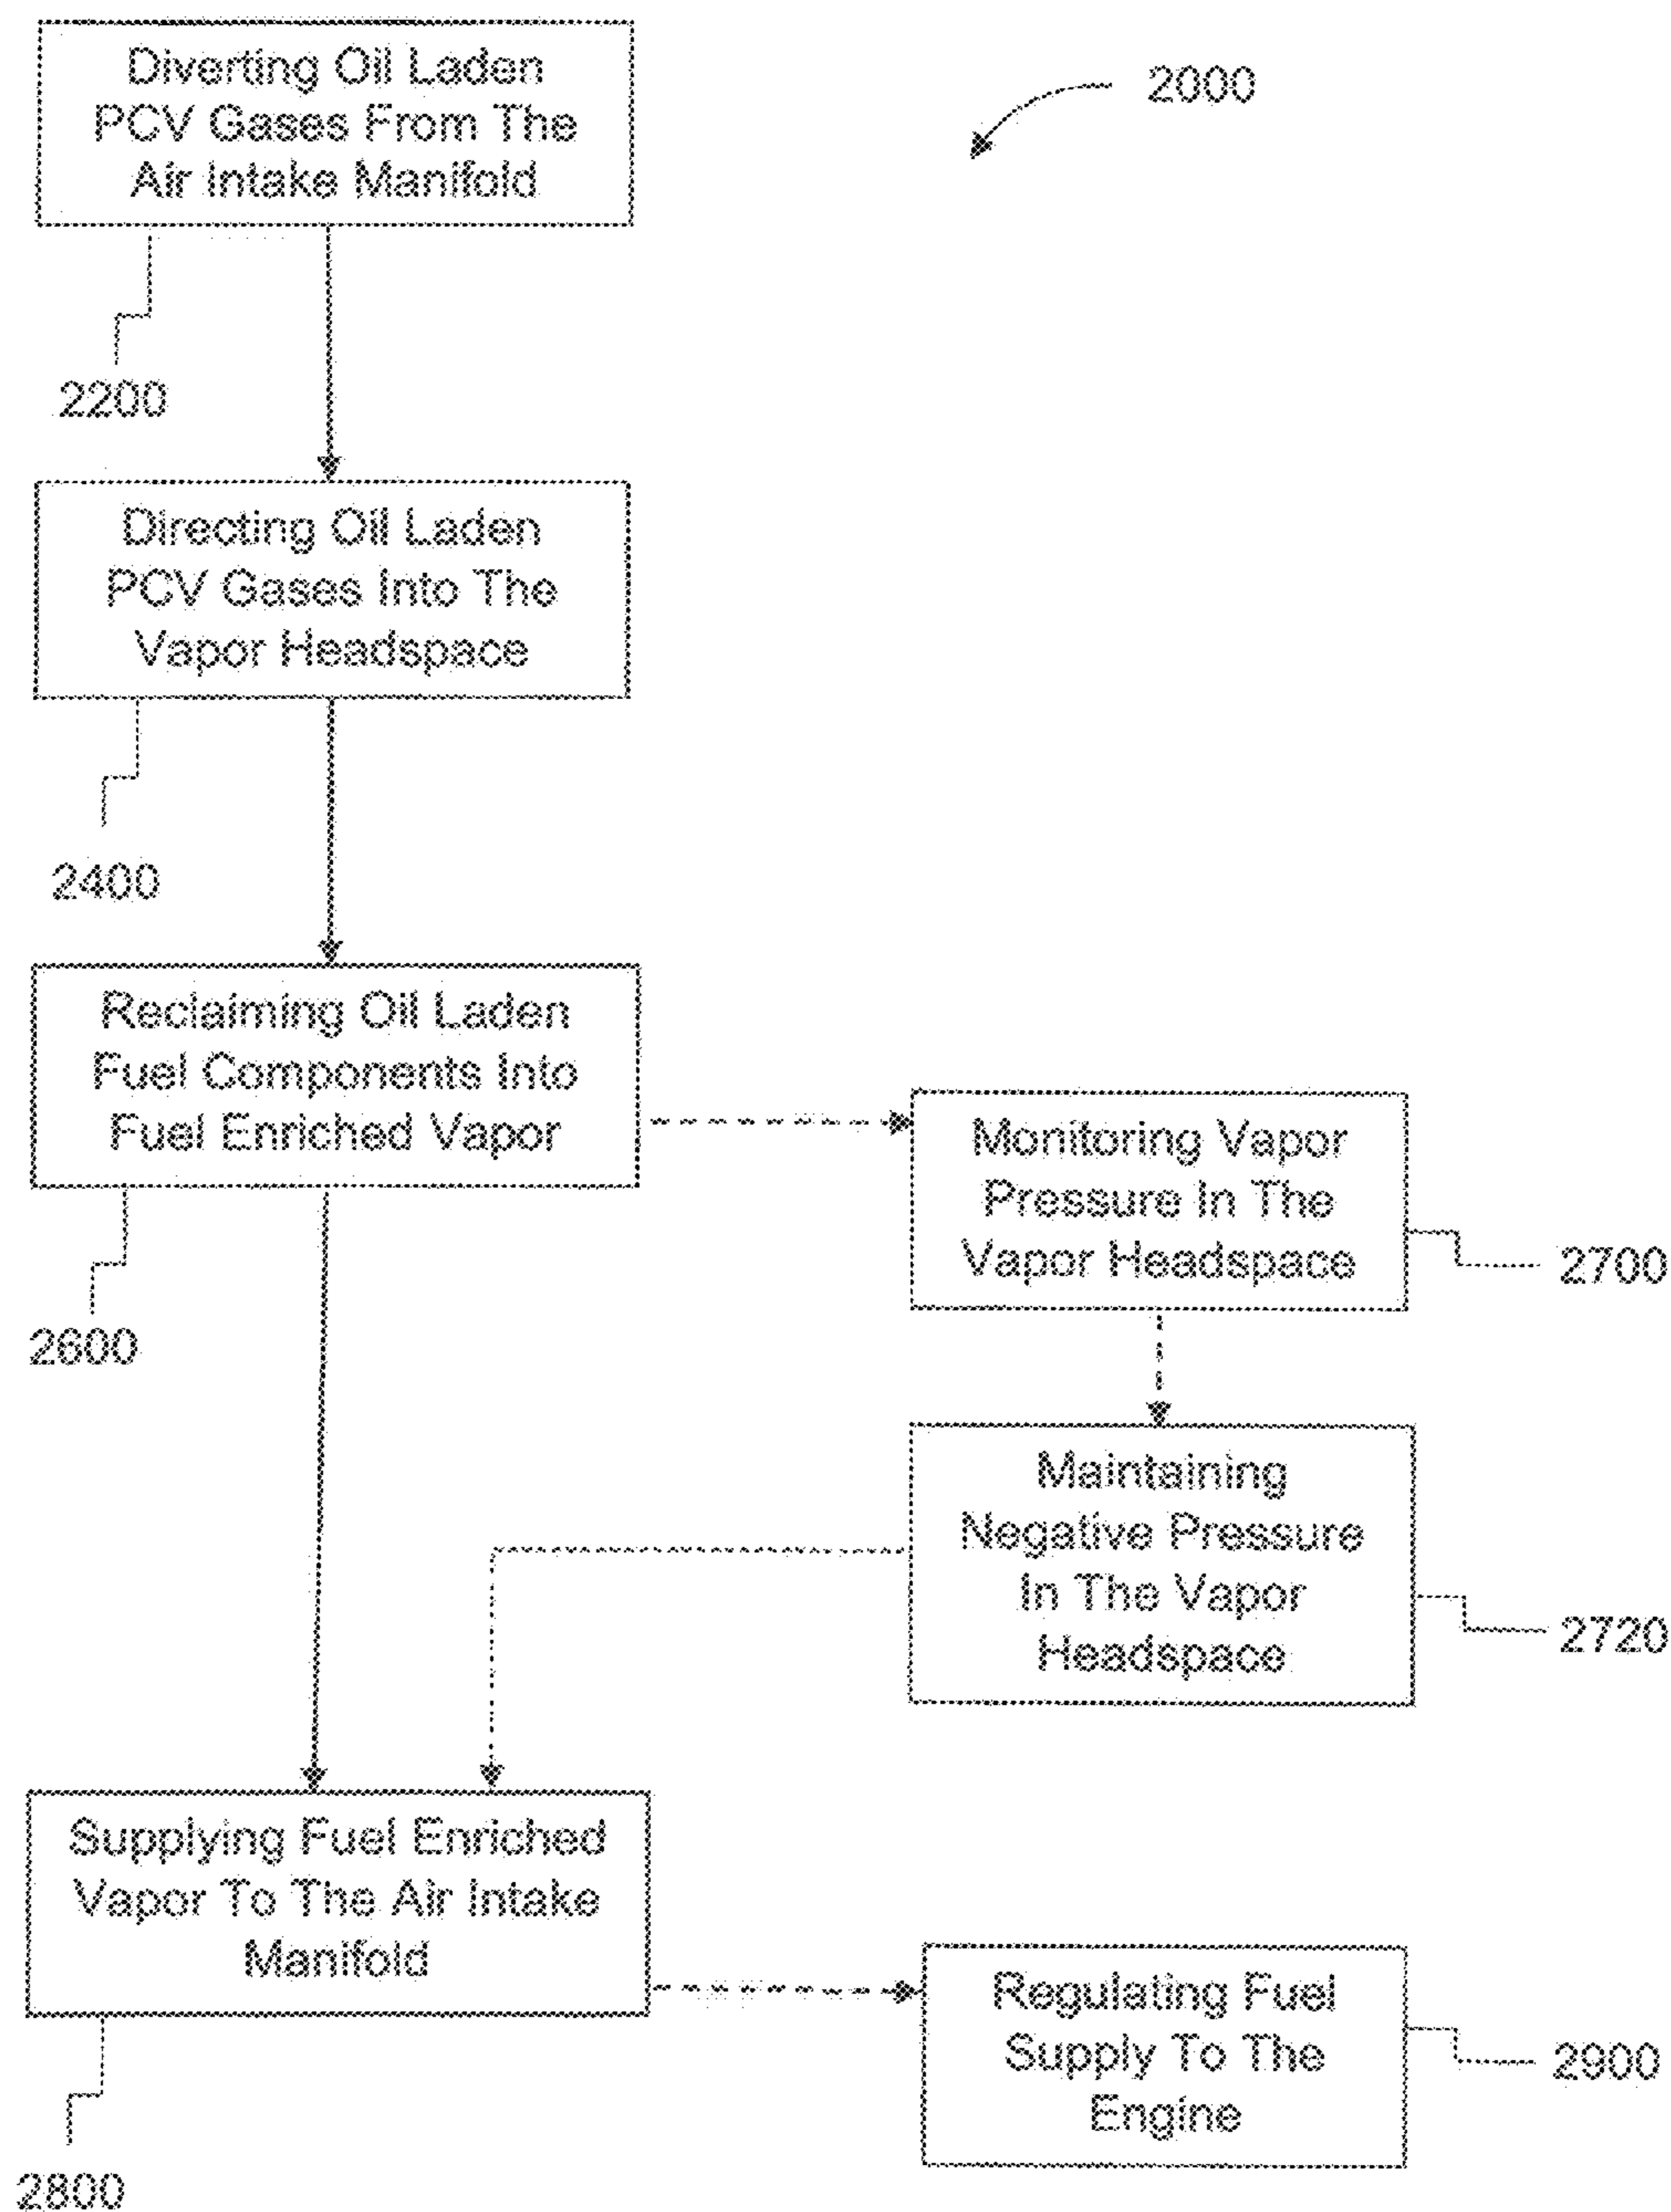 Diverting Oil Laden
PCV Gases From The
Air Intake Manifold
2000
2200
Directing Oil Laden
PCV Gases Into The
Vapor Headspace
2400
Reclaiming Oil Laden
Fuel Components Into
Fuel Enriched Vapor
2600
Monitoring Vapor
Pressure In The
Vapor Headspace
2700
Maintaining
Negative Pressure
In The Vapor
Headspace
2720
Supplying Fuel Enriched
Vapor To The Air Intake
Manifold
2800
Regulating Fuel
Supply To The
Engine
2900